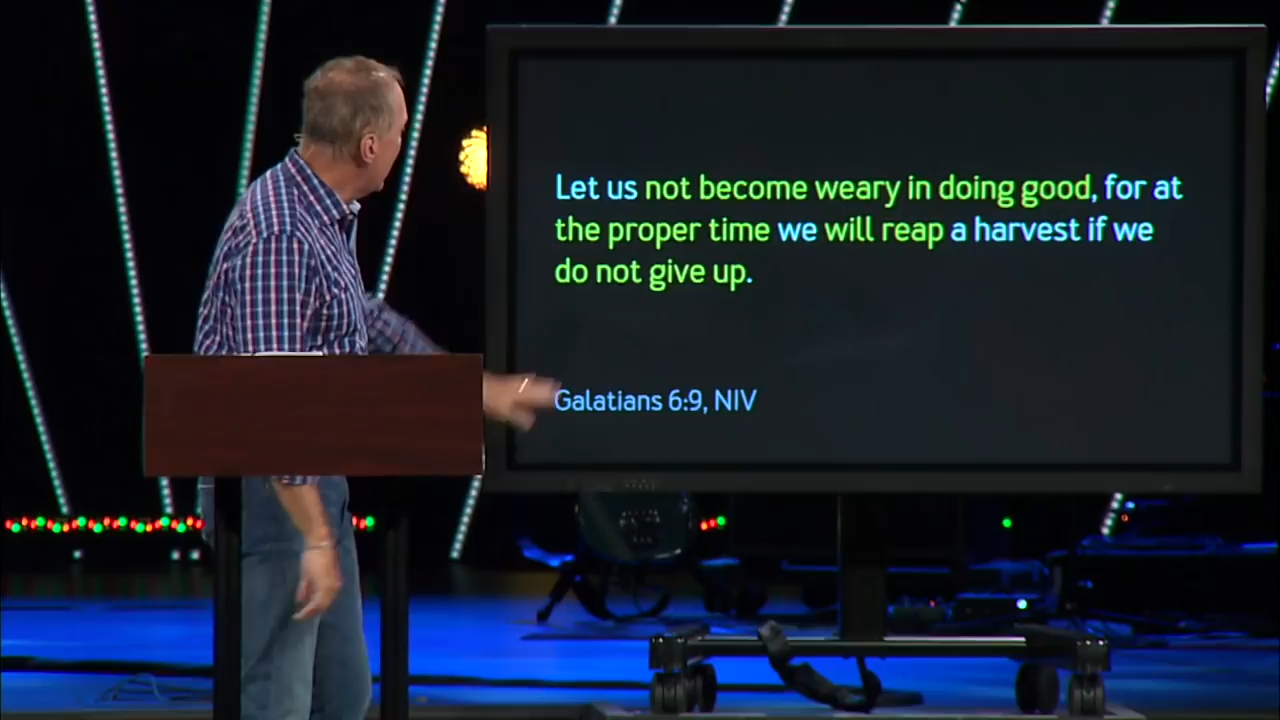 Let us not become weary in doing good, for at
the proper time we will reap a harvest if we
do not give up.
Galatians 6:9, NIV